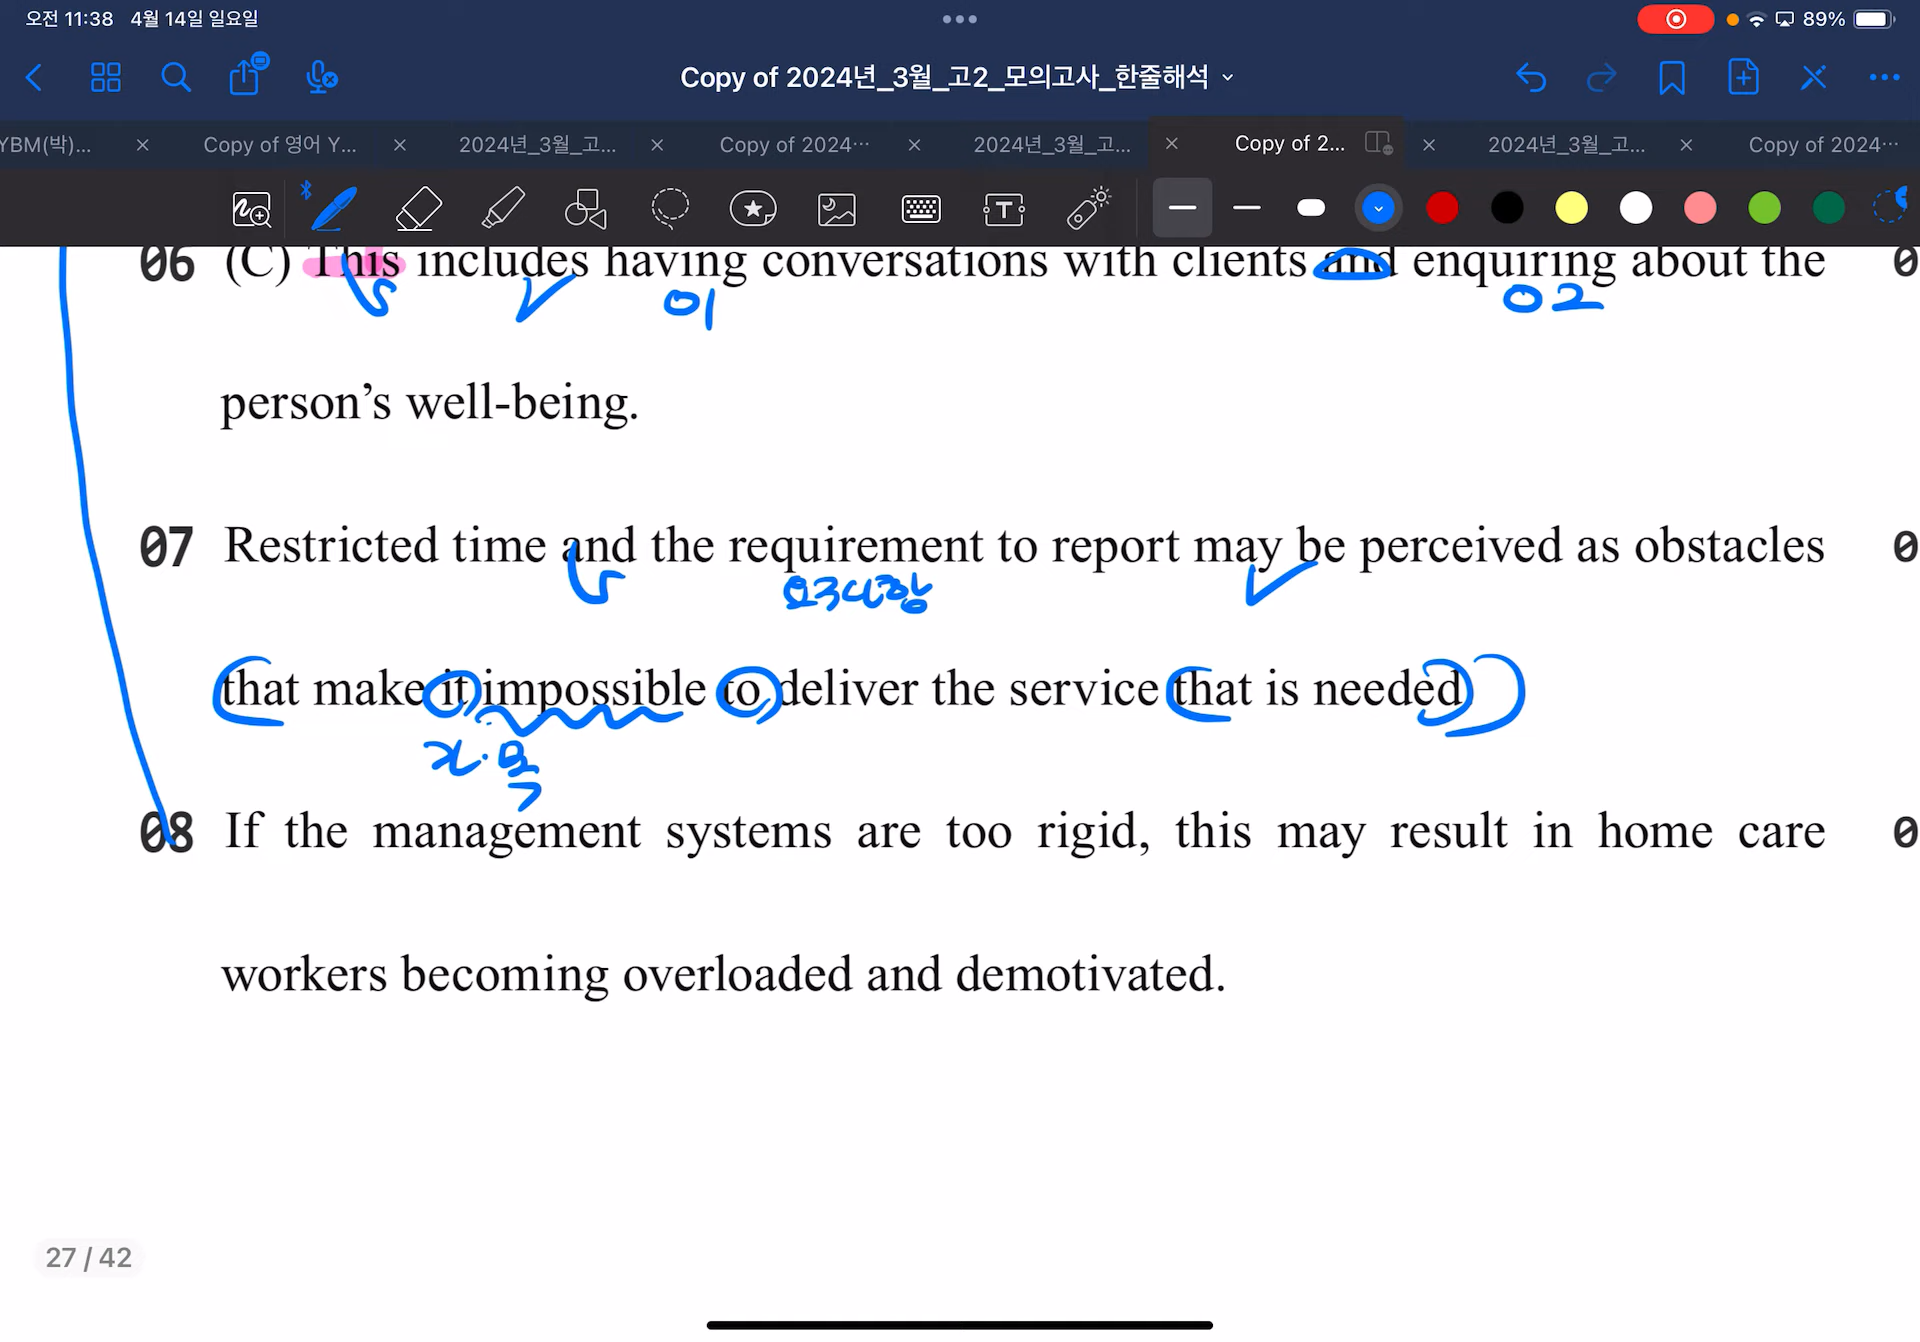 오전 11:38 4월 14일 일요일
89%
Copy of 2024년_3월_고2_모의고사_한줄해석
YBM(박)...
Copy of 영어 Y...
2024년_3월_고...
Copy of 2024...
2024년_3월_고...
Copy of 2...
2024년_3월_고...
Copy of 2024...
06 (C) This includes having conversations with clients and enquiring about the
S V O1 O2
person's well-being.
07 Restricted time and the requirement to report may be perceived as obstacles
S 요구사항 V
that make it impossible to deliver the service that is needed
가.목
08 If the management systems are too rigid, this may result in home care
workers becoming overloaded and demotivated.
27 / 42